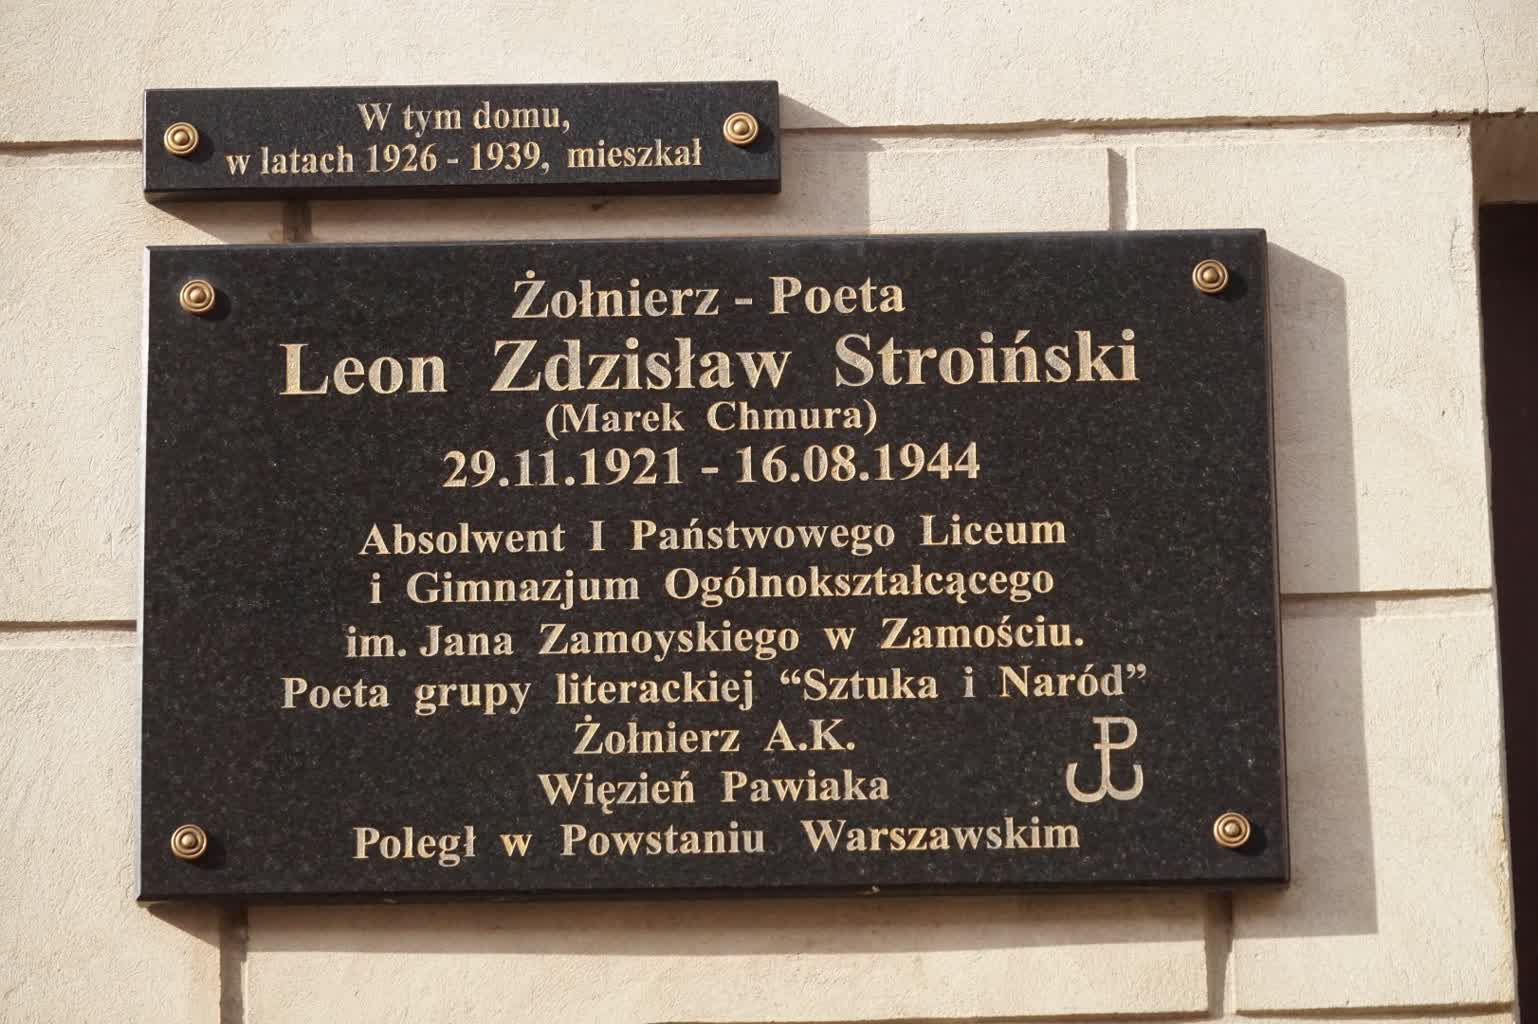 W tym domu,
w latach 1926 - 1939, mieszkał
Żołnierz - Poeta
Leon Zdzisław Stroiński
(Marek Chmura)
29.11.1921 - 16.08.1944
Absolwent I Państwowego Liceum
i Gimnazjum Ogólnokształcącego
im. Jana Zamoyskiego w Zamościu.
Poeta grupy literackiej “Sztuka i Naród”
Żołnierz A.K.
Więzień Pawiaka
Poległ w Powstaniu Warszawskim